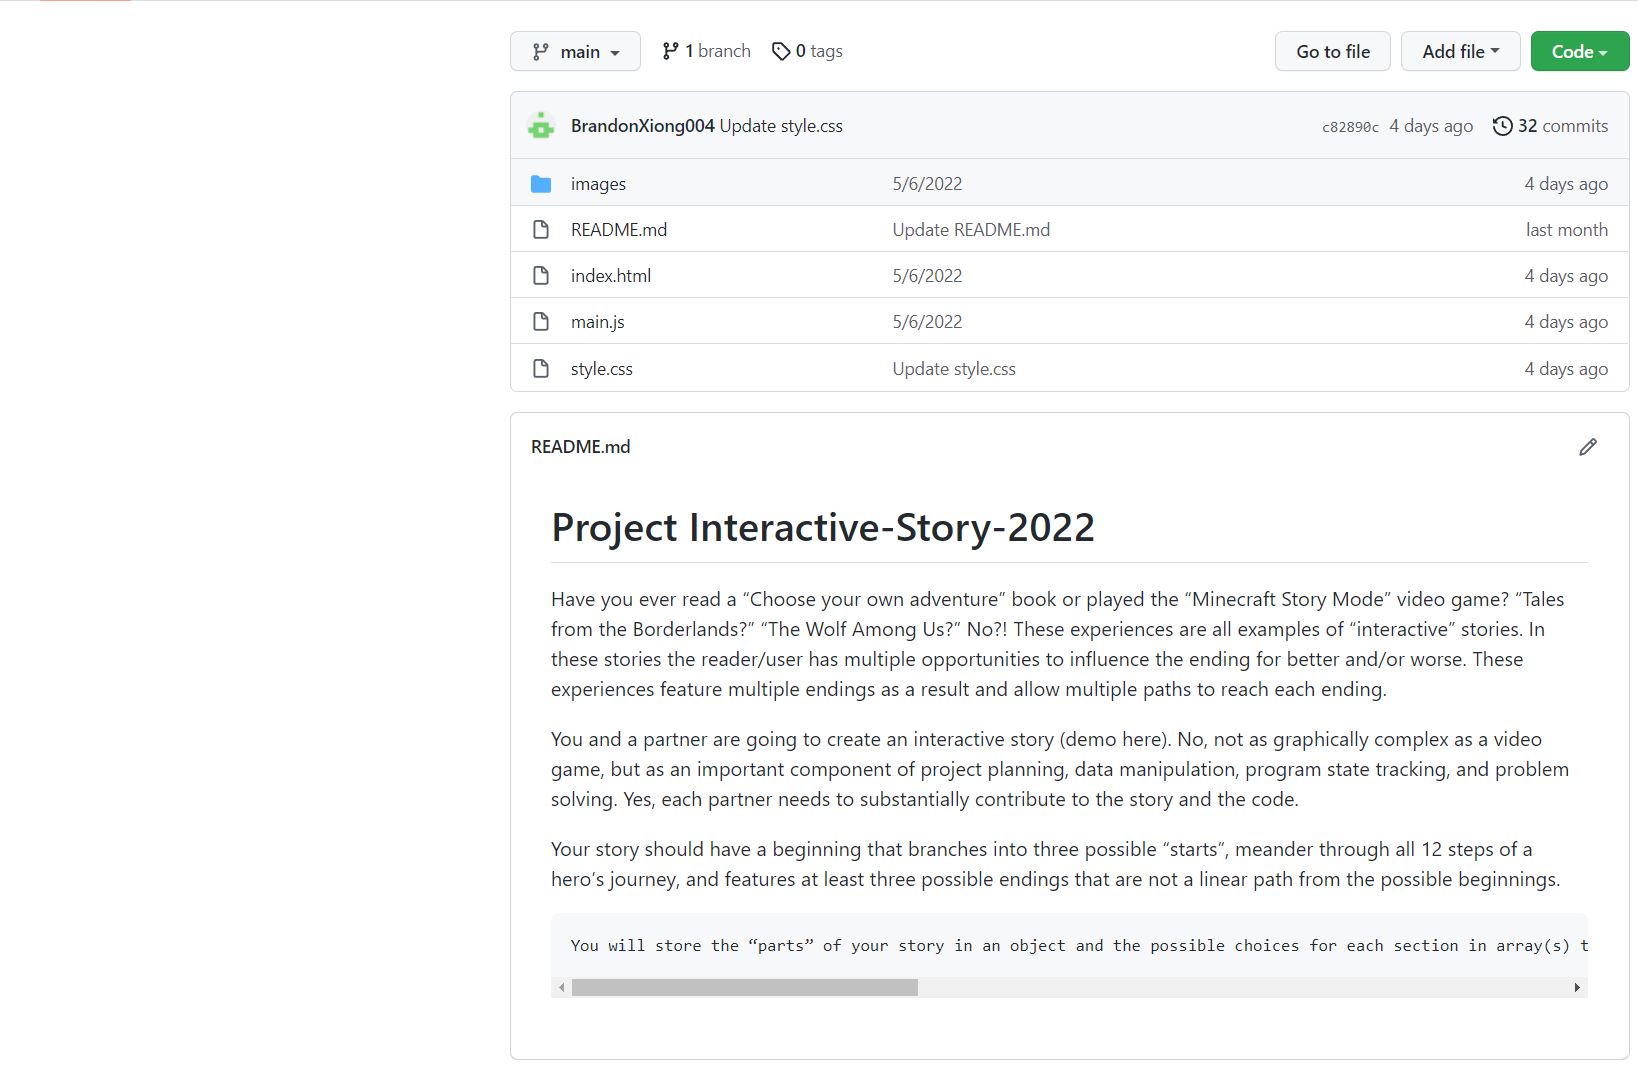 main 1 branch 0 tags Go to file Add file Code
BrandonXiong004 Update style.css c82890c 4 days ago 32 commits
images 5/6/2022 4 days ago
README.md Update README.md last month
index.html 5/6/2022 4 days ago
main.js 5/6/2022 4 days ago
style.css Update style.css 4 days ago
README.md
Project Interactive-Story-2022
Have you ever read a “Choose your own adventure” book or played the “Minecraft Story Mode” video game? “Tales
from the Borderlands?” “The Wolf Among Us?” No?! These experiences are all examples of “interactive” stories. In
these stories the reader/user has multiple opportunities to influence the ending for better and/or worse. These
experiences feature multiple endings as a result and allow multiple paths to reach each ending.
You and a partner are going to create an interactive story (demo here). No, not as graphically complex as a video
game, but as an important component of project planning, data manipulation, program state tracking, and problem
solving. Yes, each partner needs to substantially contribute to the story and the code.
Your story should have a beginning that branches into three possible “starts”, meander through all 12 steps of a
hero’s journey, and features at least three possible endings that are not a linear path from the possible beginnings.
You will store the “parts” of your story in an object and the possible choices for each section in array(s) t